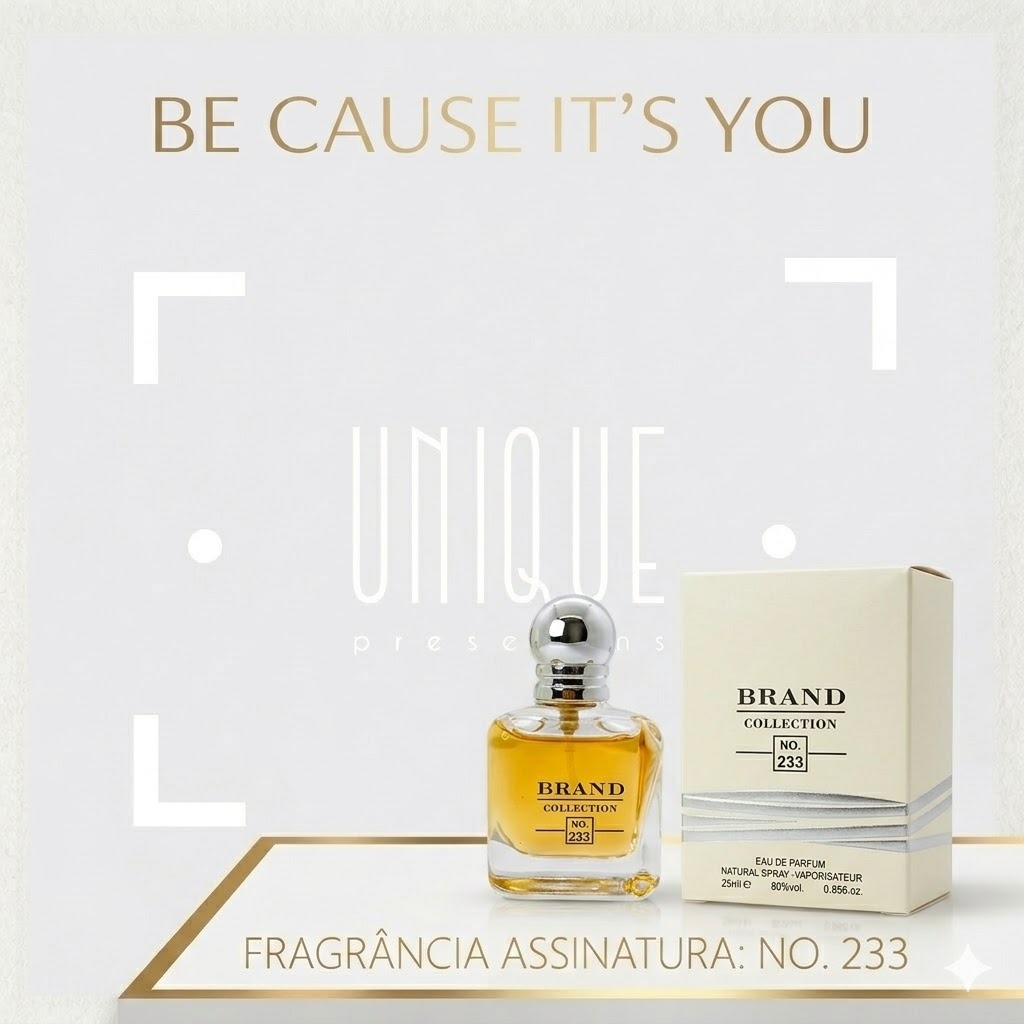 BE CAUSE IT'S YOU
UNIQUE
BRAND
COLLECTION
NO.
233
BRAND
COLLECTION
NO.
233
EAU DE PARFUM
NATURAL SPRAY -VAPORISATEUR
25ml e 80%vol. 0.856.oz.
FRAGRÂNCIA ASSINATURA: NO. 233